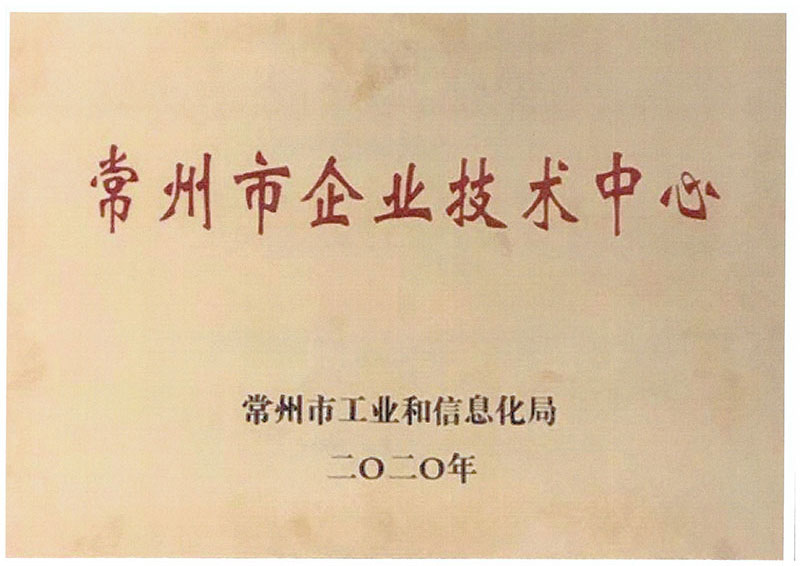 常州市企业技术中心
常州市工业和信息化局
二〇二〇年